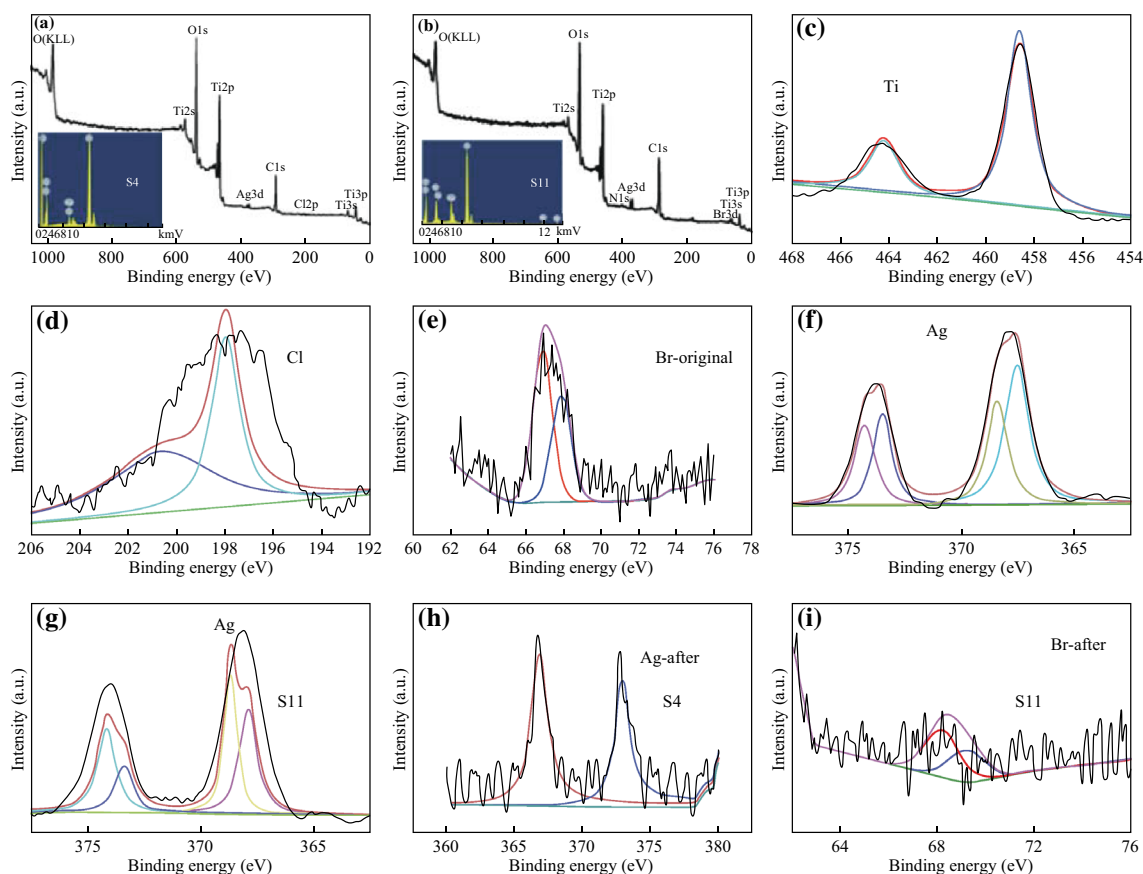 (a)
O(KLL)
O1s
Ti2p
Ti2s
C1s
Ag3d
Cl2p
Ti3p
Ti3s
S4
0246810
kmV
1000 800 600 400 200 0
Binding energy (eV)
Intensity (a.u.)
(b)
O(KLL)
O1s
Ti2p
Ti2s
C1s
Ag3d
N1s
Ti3p
Ti3s
Br3d
S11
0246810
12 kmV
1000 800 600 400 200 0
Binding energy (eV)
Intensity (a.u.)
(c)
Ti
468 466 464 462 460 458 456 454
Binding energy (eV)
Intensity (a.u.)
(d)
Cl
206 204 202 200 198 196 194 192
Binding energy (eV)
Intensity (a.u.)
(e)
Br-original
60 62 64 66 68 70 72 74 76 78
Binding energy (eV)
Intensity (a.u.)
(f)
Ag
375 370 365
Binding energy (eV)
Intensity (a.u.)
(g)
Ag
S11
375 370 365
Binding energy (eV)
Intensity (a.u.)
(h)
Ag-after
S4
360 365 370 375 380
Binding energy (eV)
Intensity (a.u.)
(i)
Br-after
S11
64 68 72 76
Binding energy (eV)
Intensity (a.u.)